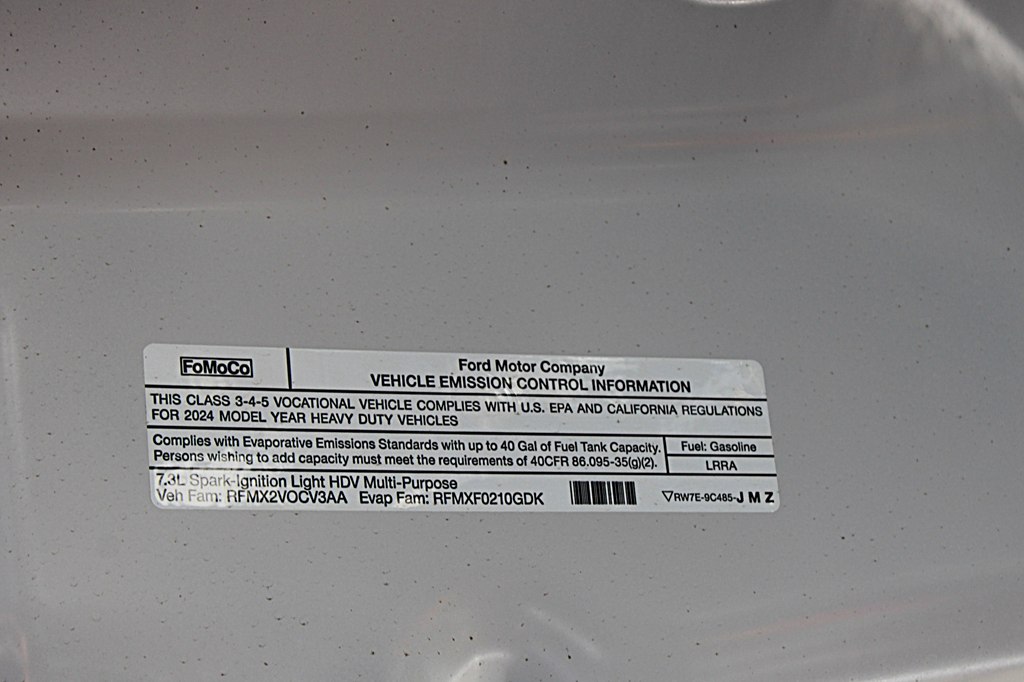 FoMoCo
Ford Motor Company
VEHICLE EMISSION CONTROL INFORMATION
THIS CLASS 3-4-5 VOCATIONAL VEHICLE COMPLIES WITH U.S. EPA AND CALIFORNIA REGULATIONS
FOR 2024 MODEL YEAR HEAVY DUTY VEHICLES
Complies with Evaporative Emissions Standards with up to 40 Gal of Fuel Tank Capacity.
Persons wishing to add capacity must meet the requirements of 40CFR 86.095-35(g)(2).
Fuel: Gasoline
LRRA
7.3L Spark-Ignition Light HDV Multi-Purpose
Veh Fam: RFMX2VOCV3AA Evap Fam: RFMXF0210GDK
RW7E-9C485-J M Z